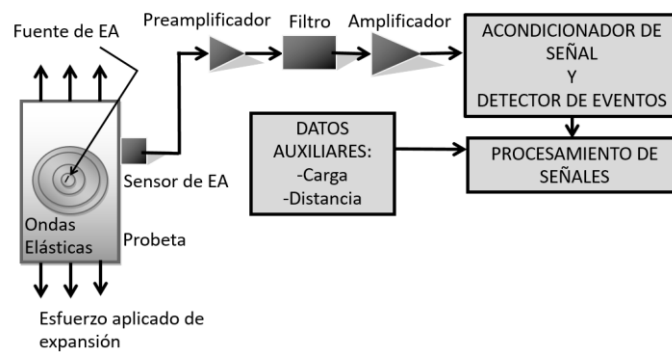 Fuente de EA
Preamplificador
Filtro
Amplificador
ACONDICIONADOR DE
SEÑAL
Y
DETECTOR DE EVENTOS
DATOS
AUXILIARES:
-Carga
-Distancia
PROCESAMIENTO DE
SEÑALES
Sensor de EA
Ondas
Elásticas
Probeta
Esfuerzo aplicado de
expansión